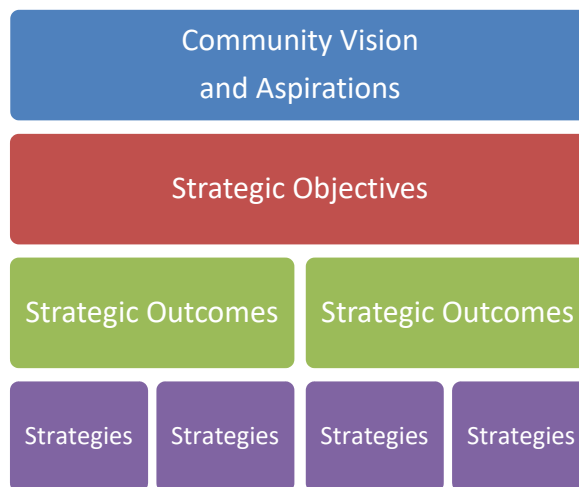 Community Vision
and Aspirations
Strategic Objectives
Strategic Outcomes
Strategic Outcomes
Strategies
Strategies
Strategies
Strategies